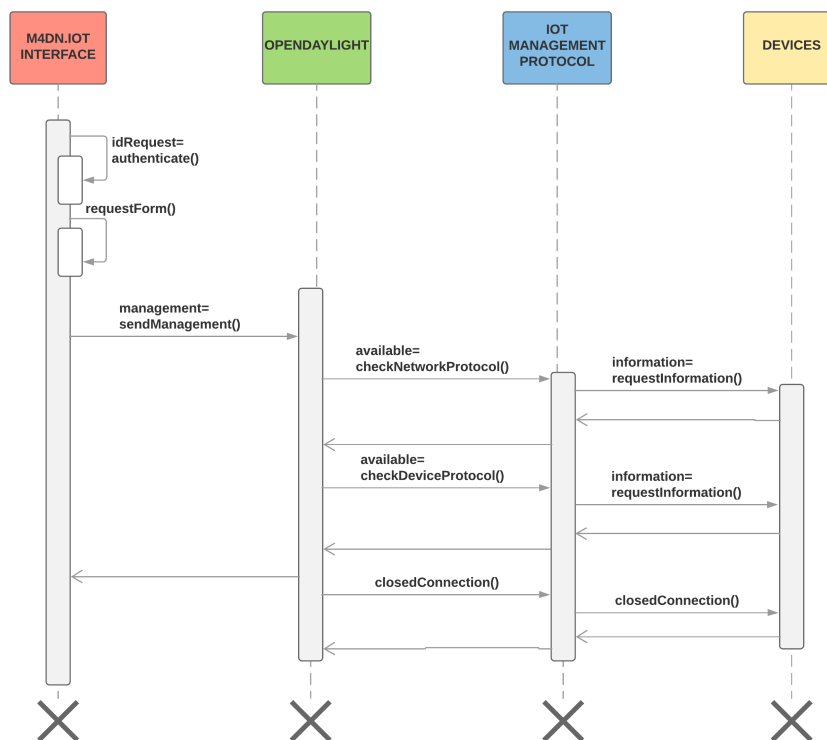 M4DN.IOT
INTERFACE
OPENDAYLIGHT
IOT
MANAGEMENT
PROTOCOL
DEVICES
idRequest=
authenticate()
requestForm()
management=
sendManagement()
available=
checkNetworkProtocol()
information=
requestInformation()
available=
checkDeviceProtocol()
information=
requestInformation()
closedConnection()
closedConnection()